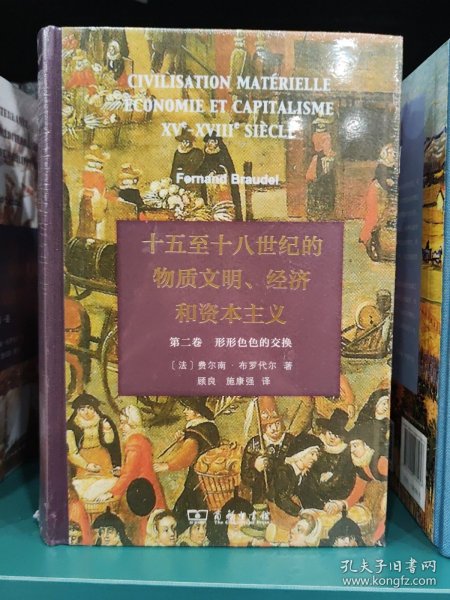 CIVILISATION MATÉRIELLE
ÉCONOMIE ET CAPITALISME
XVe-XVIIIe SIÈCLE
Fernand Braudel
十五至十八世纪的
物质文明、经济
和资本主义
第二卷 形形色色的交换
〔法〕费尔南·布罗代尔 著
顾良 施康强 译
商务印书馆
The Commercial Press
孔夫子旧书网
www.kongfz.com